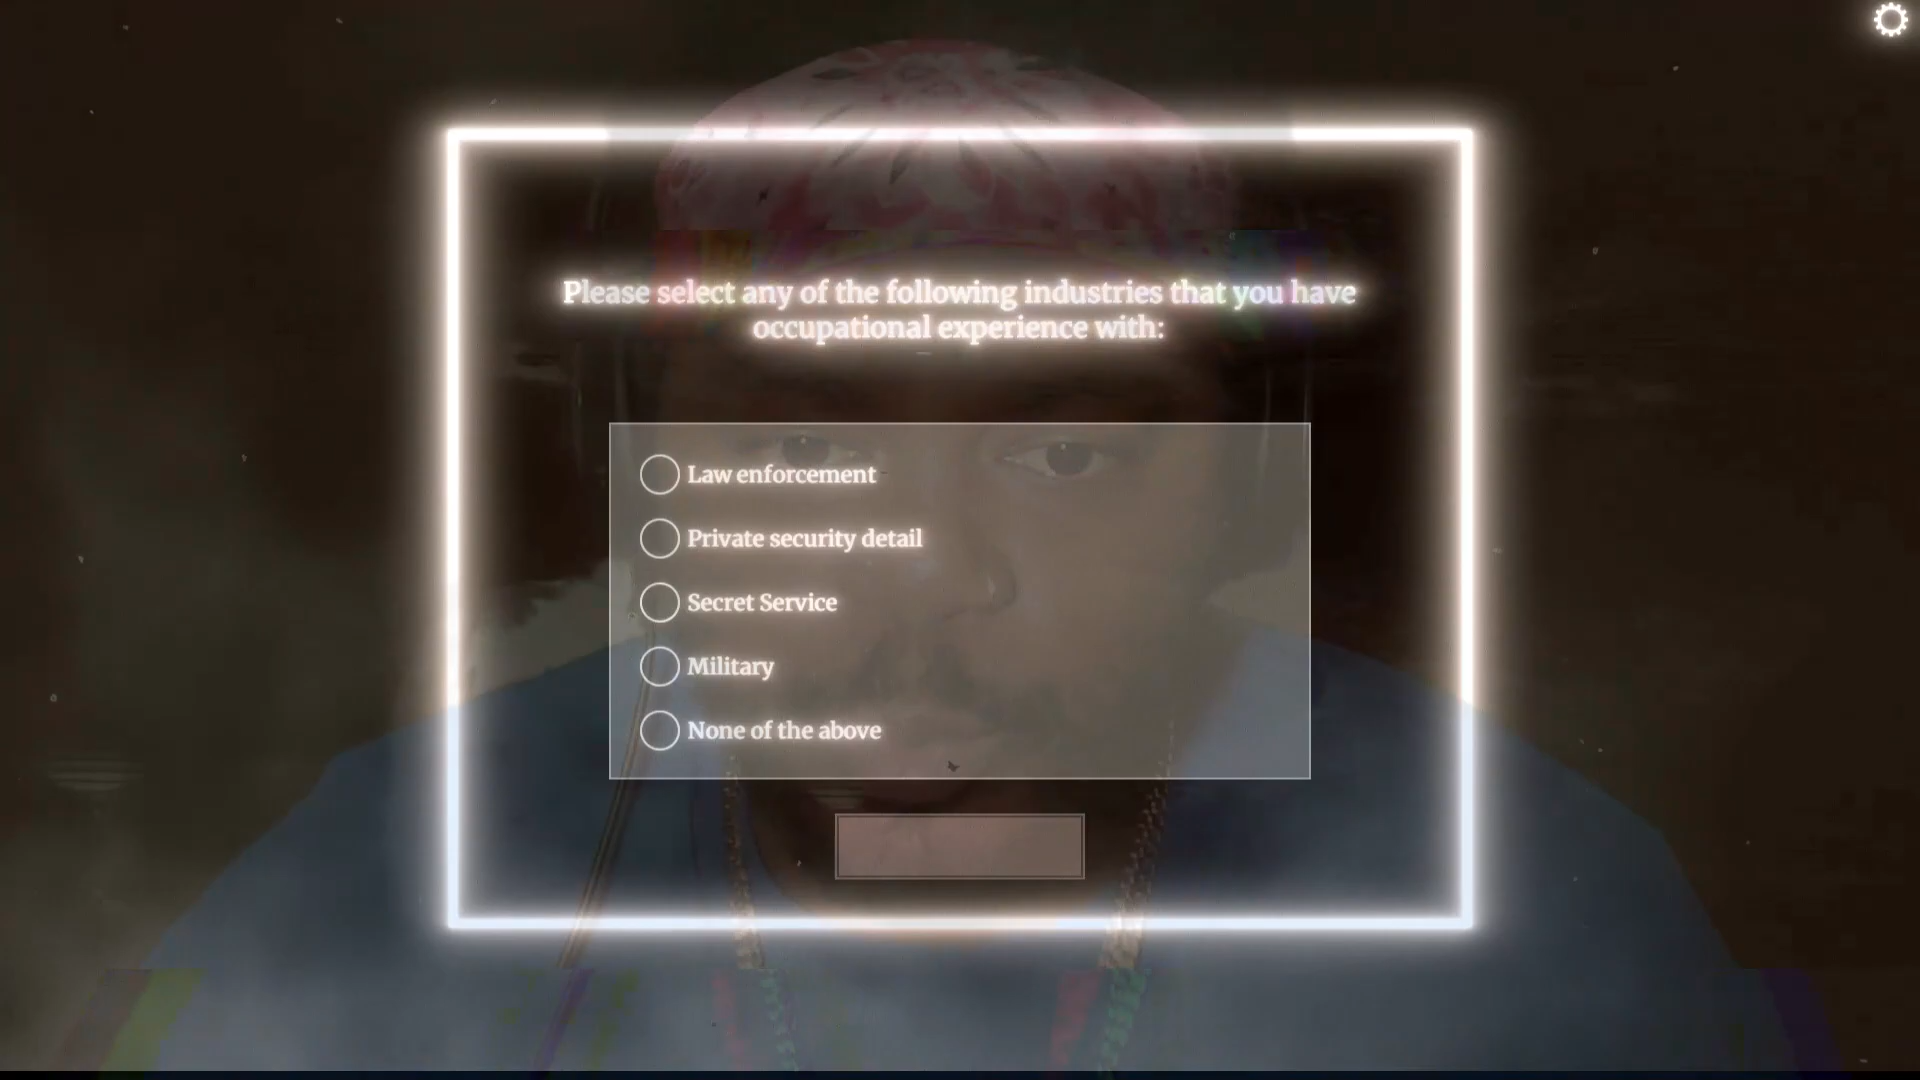 Please select any of the following industries that you have
occupational experience with:
Law enforcement
Private security detail
Secret Service
Military
None of the above